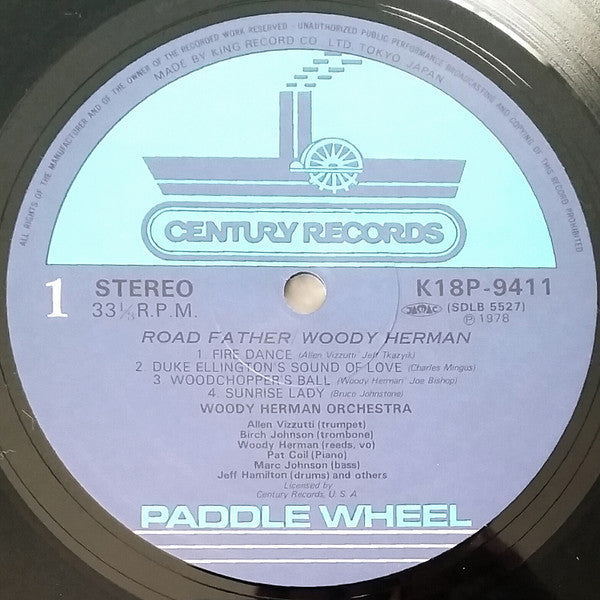 ALL RIGHTS OF THE MANUFACTURER AND OF THE OWNER OF THE RECORDED WORK RESERVED - UNAUTHORIZED PUBLIC PERFORMANCE BROADCASTING AND COPYING OF THIS RECORD PROHIBITED
MADE BY KING RECORD CO., LTD. TOKYO JAPAN
CENTURY RECORDS
1 STEREO
33⅓ R.P.M.
K18P-9411
JASRAC (SDLB 5527)
Ⓟ 1978
ROAD FATHER/WOODY HERMAN
1. FIRE DANCE (Allen Vizzutti Jeff Tkazyik)
2. DUKE ELLINGTON'S SOUND OF LOVE (Charles Mingus)
3. WOODCHOPPER'S BALL (Woody Herman Joe Bishop)
4. SUNRISE LADY (Bruce Johnstone)
WOODY HERMAN ORCHESTRA
Allen Vizzutti (trumpet)
Birch Johnson (trombone)
Woody Herman (reeds, vo)
Pat Coil (Piano)
Marc Johnson (bass)
Jeff Hamilton (drums) and others
Licensed by
Century Records, U. S. A
PADDLE WHEEL